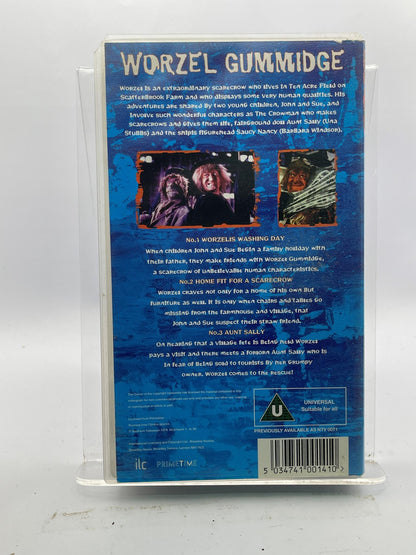 WORZEL GUMMIDGE
WORZEL IS AN EXTRAORDINARY SCARECROW WHO LIVES IN TEN ACRE FIELD ON
SCATTERBROOK FARM AND WHO DISPLAYS SOME VERY HUMAN QUALITIES. HIS
ADVENTURES ARE SHARED BY TWO YOUNG CHILDREN, JOHN AND SUE, AND
INVOLVE SUCH WONDERFUL CHARACTERS AS THE CROWMAN WHO MAKES
SCARECROWS AND GIVES THEM LIFE, FAIRGROUND DOLL AUNT SALLY (UNA
STUBBS) AND THE SHIPS FIGUREHEAD SAUCY NANCY (BARBARA WINDSOR).
NO.1 WORZELS WASHING DAY
WHEN CHILDREN JOHN AND SUE BEGIN A FAMILY HOLIDAY WITH
THEIR FATHER, THEY MAKE FRIENDS WITH WORZEL GUMMIDGE,
A SCARECROW OF UNBELIEVABLE HUMAN CHARACTERISTICS.
NO.2 HOME FIT FOR A SCARECROW
WORZEL CRAVES NOT ONLY FOR A HOME OF HIS OWN BUT
FURNITURE AS WELL. IT IS ONLY WHEN CHAIRS AND TABLES GO
MISSING FROM THE FARMHOUSE AND VILLAGE, THAT
JOHN AND SUE SUSPECT THEIR STRAW FRIEND.
NO.3 AUNT SALLY
ON HEARING THAT A VILLAGE FETE IS BEING HELD WORZEL
PAYS A VISIT AND THERE MEETS A FORLORN AUNT SALLY WHO IS
IN FEAR OF BEING SOLD TO TOURISTS BY HER GRUMPY
OWNER, WORZEL COMES TO THE RESCUE!
U
UNIVERSAL
Suitable for all
PREVIOUSLY AVAILABLE AS NTV 0021
5 034741 001410 >
ilc PRIMETIME